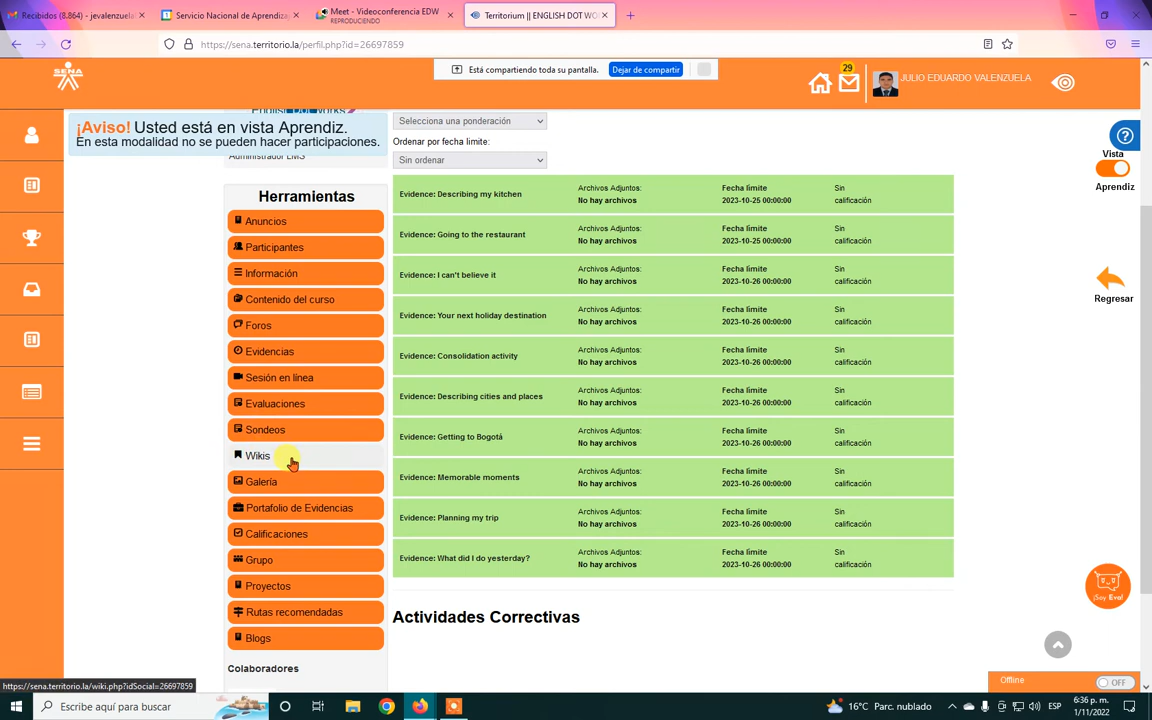 Recibidos (8.864) - jevalenzuela
Servicio Nacional de Aprendizaj
Meet - Videoconferencia EDW
REPRODUCIENDO
Territorium || ENGLISH DOT WO
https://sena.territorio.la/perfil.php?id=26697859
Está compartiendo toda su pantalla.
Dejar de compartir
SENA
29
JULIO EDUARDO VALENZUELA
¡Aviso! Usted está en vista Aprendiz.
En esta modalidad no se pueden hacer participaciones.
Administrador LMS
Selecciona una ponderación
Ordenar por fecha limite:
Sin ordenar
Vista
Aprendiz
Regresar
Herramientas
Anuncios
Participantes
Información
Contenido del curso
Foros
Evidencias
Sesión en línea
Evaluaciones
Sondeos
Wikis
Galería
Portafolio de Evidencias
Calificaciones
Grupo
Proyectos
Rutas recomendadas
Blogs
Colaboradores
Evidence: Describing my kitchen Archivos Adjuntos: No hay archivos Fecha límite 2023-10-25 00:00:00 Sin calificación
Evidence: Going to the restaurant Archivos Adjuntos: No hay archivos Fecha límite 2023-10-25 00:00:00 Sin calificación
Evidence: I can't believe it Archivos Adjuntos: No hay archivos Fecha límite 2023-10-26 00:00:00 Sin calificación
Evidence: Your next holiday destination Archivos Adjuntos: No hay archivos Fecha límite 2023-10-26 00:00:00 Sin calificación
Evidence: Consolidation activity Archivos Adjuntos: No hay archivos Fecha límite 2023-10-26 00:00:00 Sin calificación
Evidence: Describing cities and places Archivos Adjuntos: No hay archivos Fecha límite 2023-10-26 00:00:00 Sin calificación
Evidence: Getting to Bogotá Archivos Adjuntos: No hay archivos Fecha límite 2023-10-26 00:00:00 Sin calificación
Evidence: Memorable moments Archivos Adjuntos: No hay archivos Fecha límite 2023-10-26 00:00:00 Sin calificación
Evidence: Planning my trip Archivos Adjuntos: No hay archivos Fecha límite 2023-10-26 00:00:00 Sin calificación
Evidence: What did I do yesterday? Archivos Adjuntos: No hay archivos Fecha límite 2023-10-26 00:00:00 Sin calificación
Actividades Correctivas
¡Soy Eva!
Offline
OFF
https://sena.territorio.la/wiki.php?idSocial=26697859
Escribe aquí para buscar
16°C Parc. nublado
ESP
6:36 p. m.
1/11/2022